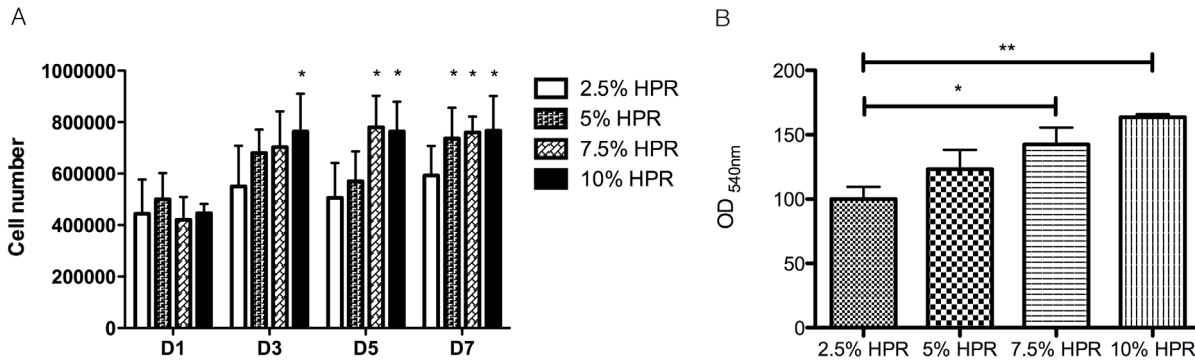 A
Cell number
1000000
800000
600000
400000
200000
0
* * * * * *
D1 D3 D5 D7
2.5% HPR
5% HPR
7.5% HPR
10% HPR
B
OD 540nm
200
150
100
50
0
**
*
2.5% HPR 5% HPR 7.5% HPR 10% HPR